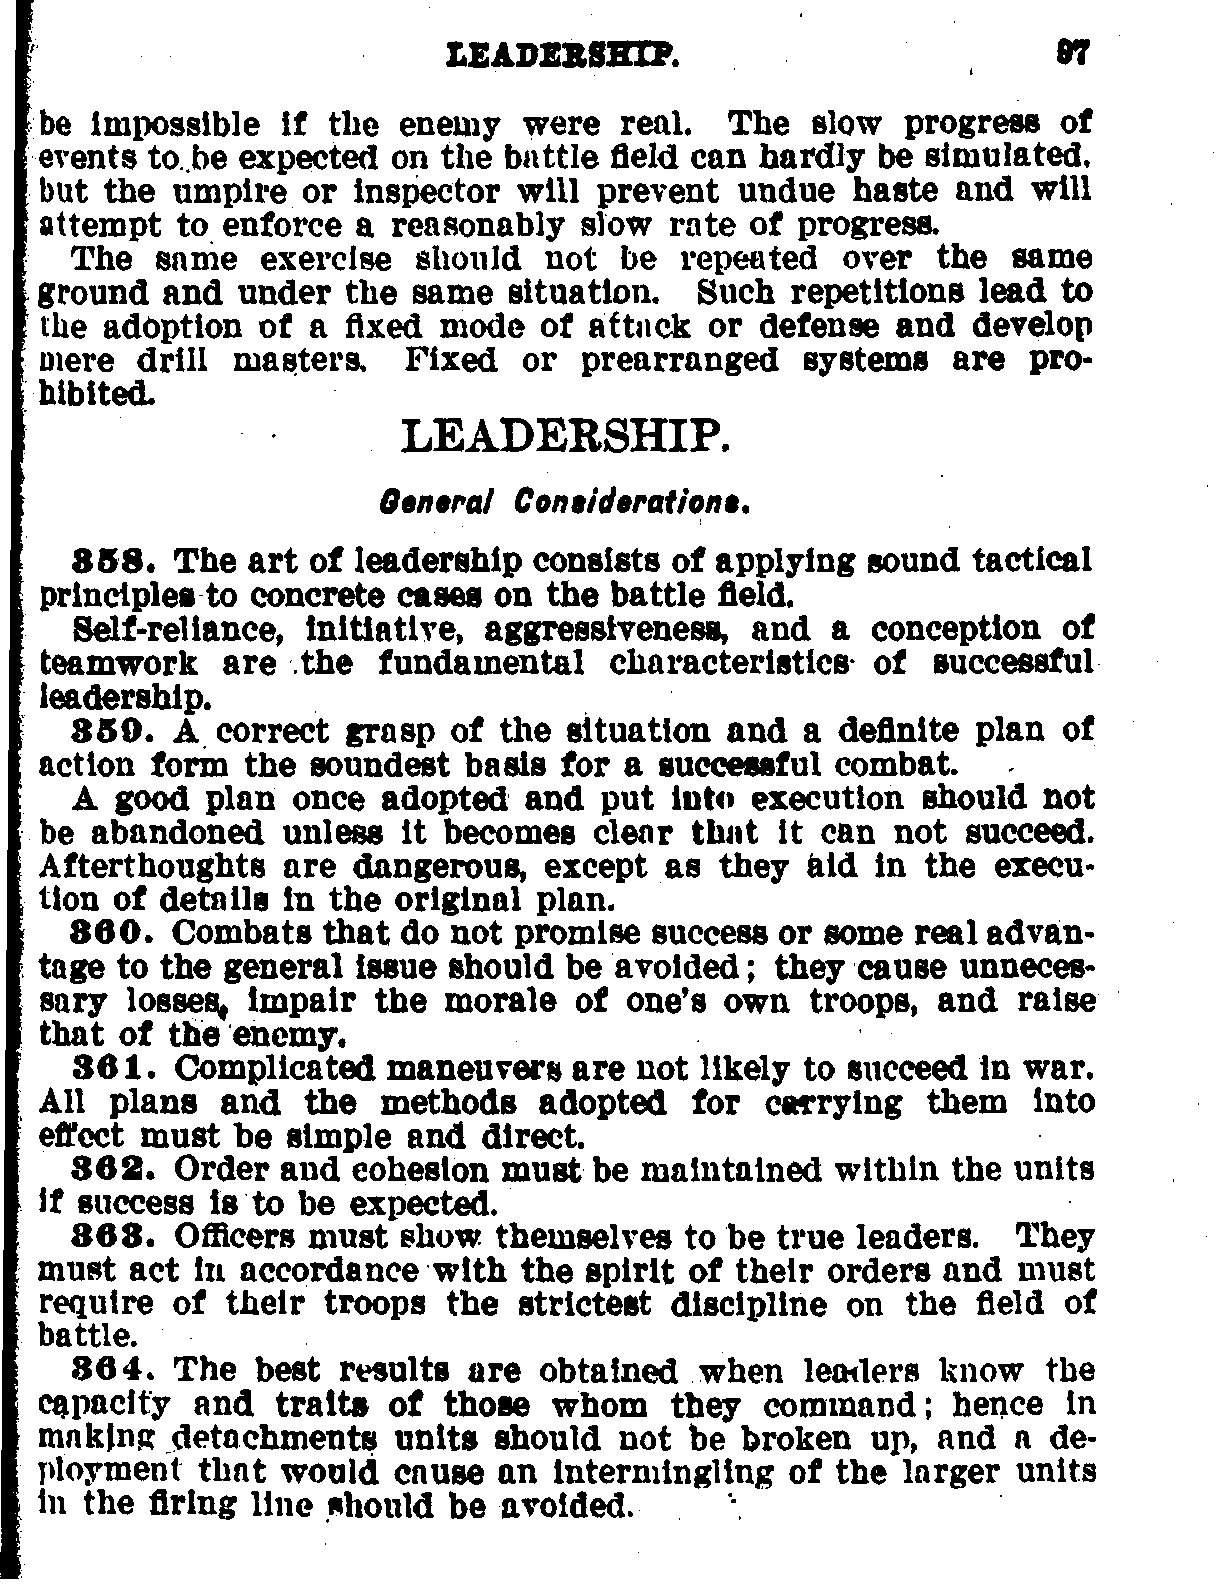 LEADERSHIP. 97
be impossible if the enemy were real. The slow progress of
events to be expected on the battle field can hardly be simulated,
but the umpire or inspector will prevent undue haste and will
attempt to enforce a reasonably slow rate of progress.
The same exercise should not be repeated over the same
ground and under the same situation. Such repetitions lead to
the adoption of a fixed mode of attack or defense and develop
mere drill masters. Fixed or prearranged systems are pro-
hibited.
LEADERSHIP.
General Considerations.
358. The art of leadership consists of applying sound tactical
principles to concrete cases on the battle field.
Self-reliance, initiative, aggressiveness, and a conception of
teamwork are the fundamental characteristics of successful
leadership.
359. A correct grasp of the situation and a definite plan of
action form the soundest basis for a successful combat.
A good plan once adopted and put into execution should not
be abandoned unless it becomes clear that it can not succeed.
Afterthoughts are dangerous, except as they aid in the execu-
tion of details in the original plan.
360. Combats that do not promise success or some real advan-
tage to the general issue should be avoided; they cause unneces-
sary losses, impair the morale of one's own troops, and raise
that of the enemy.
361. Complicated maneuvers are not likely to succeed in war.
All plans and the methods adopted for carrying them into
effect must be simple and direct.
362. Order and cohesion must be maintained within the units
if success is to be expected.
363. Officers must show themselves to be true leaders. They
must act in accordance with the spirit of their orders and must
require of their troops the strictest discipline on the field of
battle.
364. The best results are obtained when leaders know the
capacity and traits of those whom they command; hence in
making detachments units should not be broken up, and a de-
ployment that would cause an intermingling of the larger units
in the firing line should be avoided.